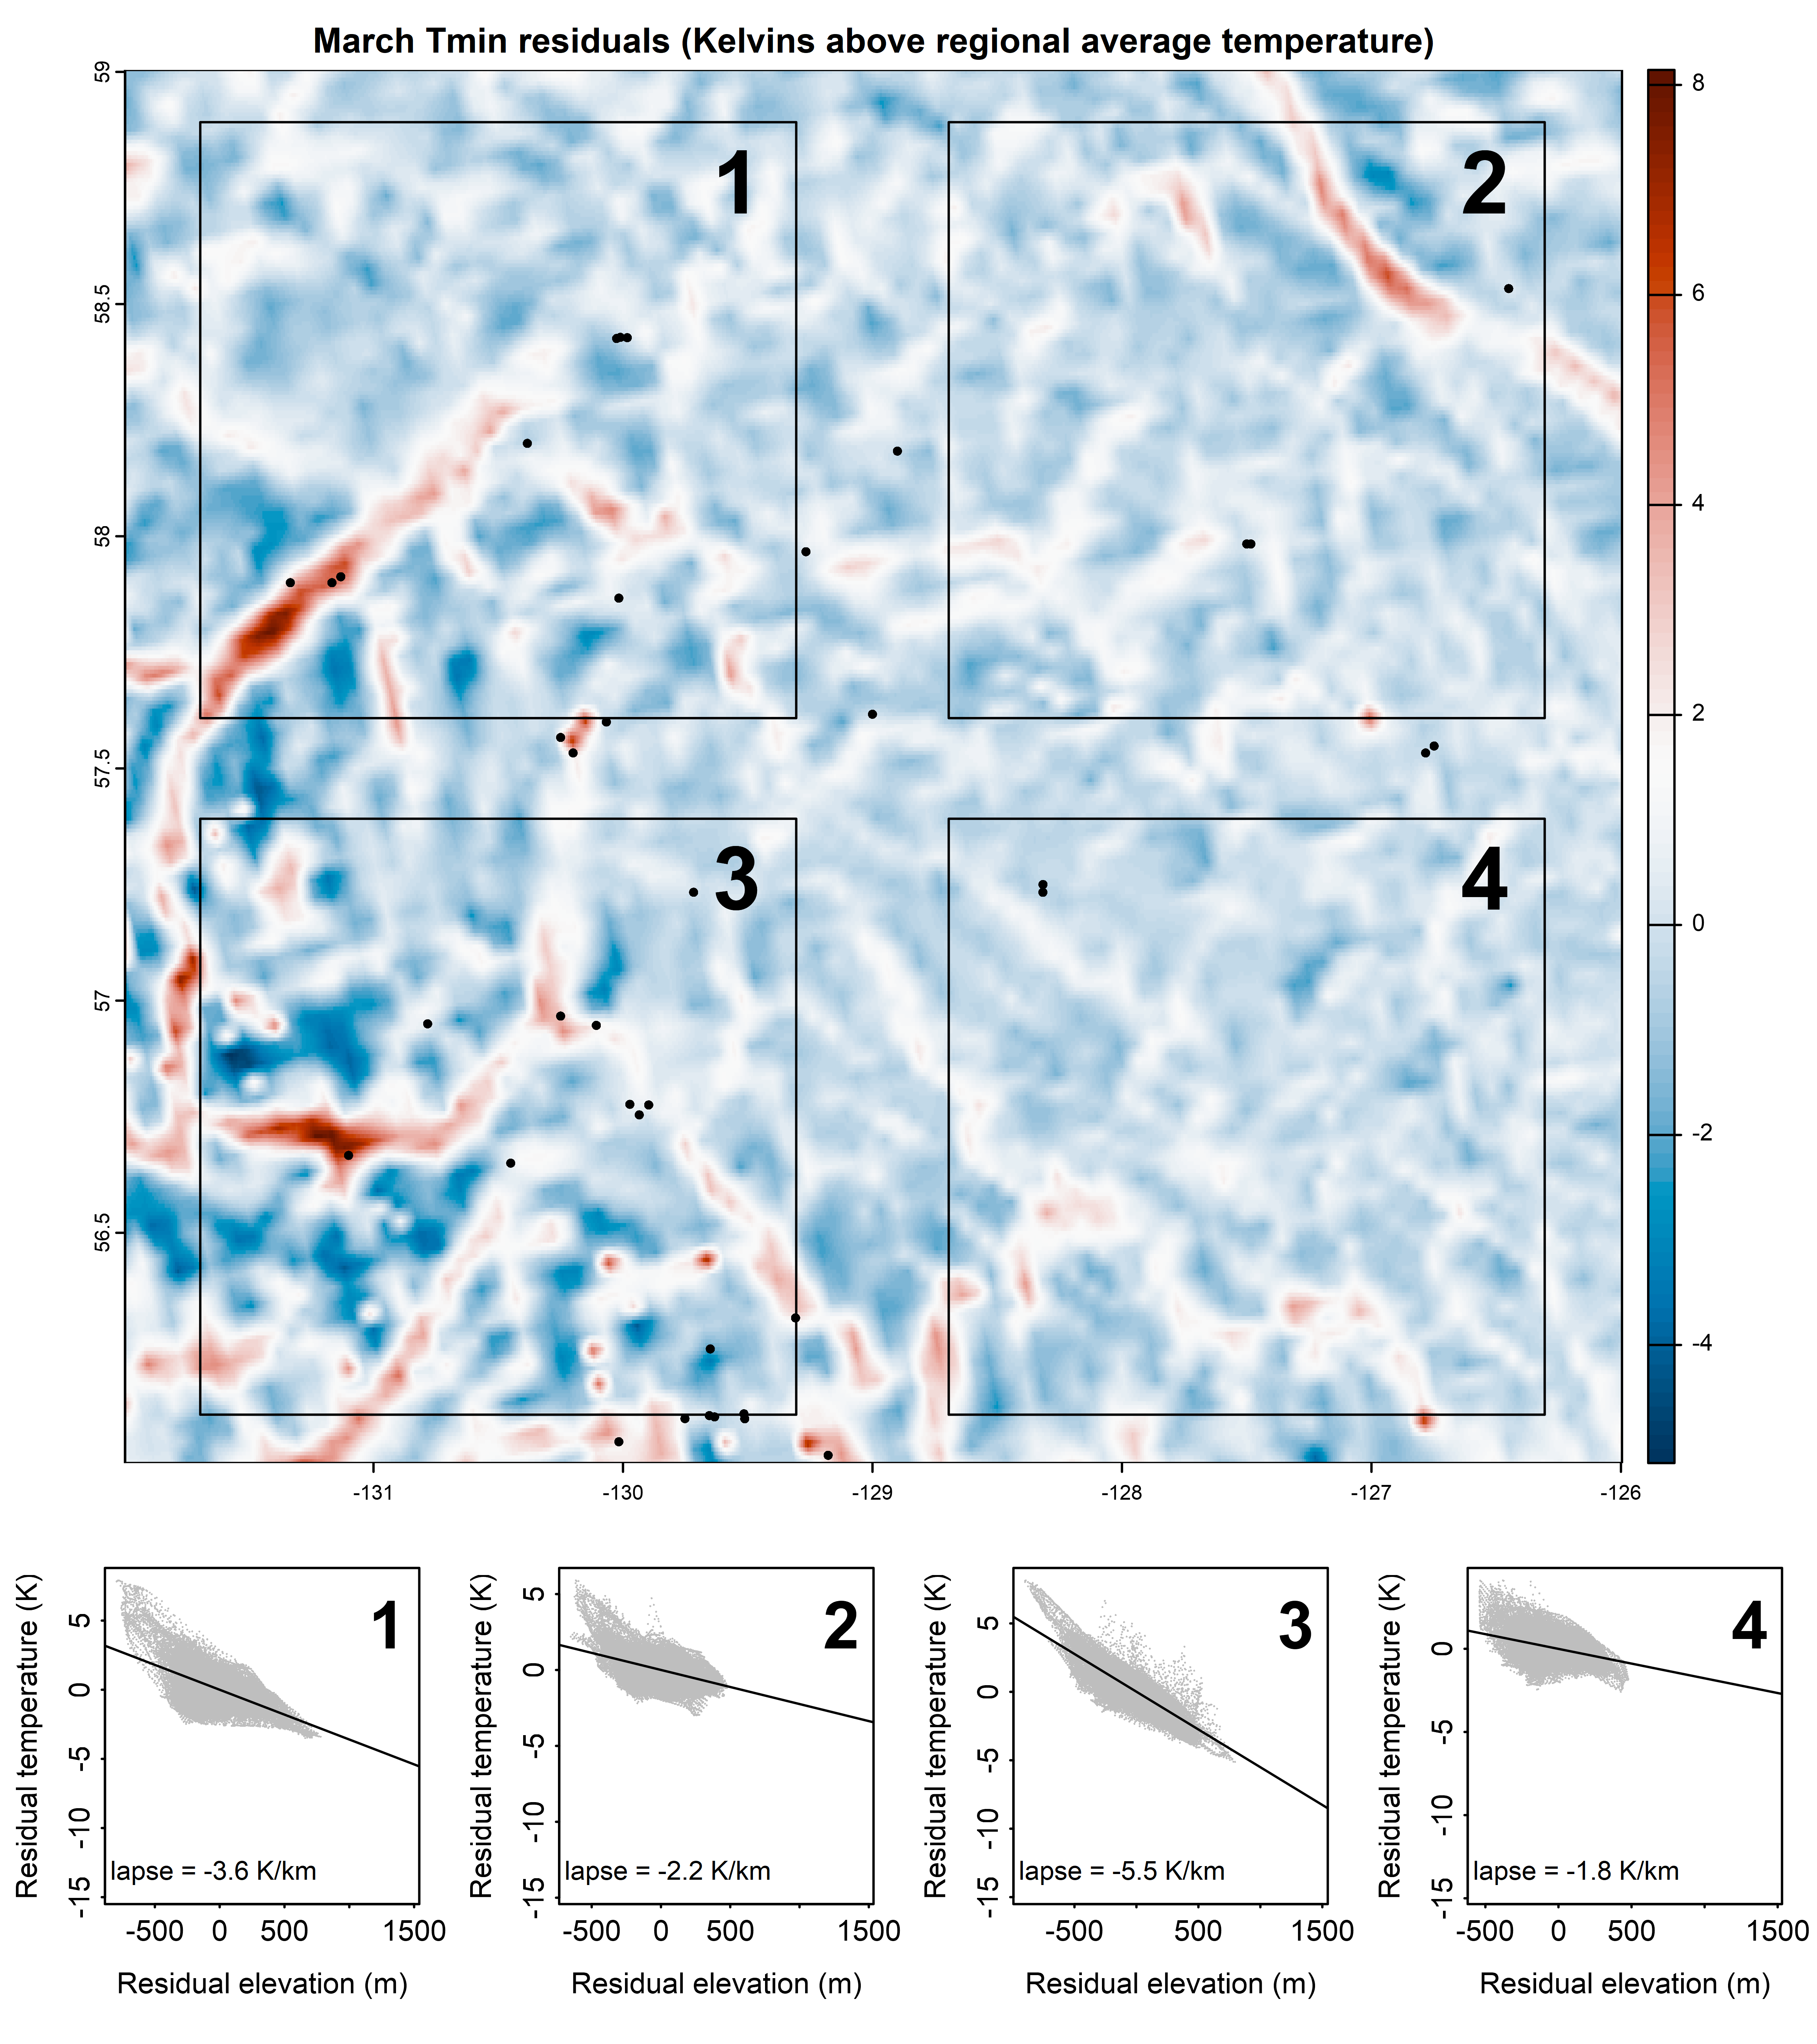 March Tmin residuals (Kelvins above regional average temperature)
59
58.5
58
57.5
57
56.5
1
2
3
4
-131
-130
-129
-128
-127
-126
8
6
4
2
0
-2
-4
Residual temperature (K)
5
0
-5
-10
-15
1
lapse = -3.6 K/km
-500 0 500 1500
Residual elevation (m)
Residual temperature (K)
5
0
-5
-10
-15
2
lapse = -2.2 K/km
-500 0 500 1500
Residual elevation (m)
Residual temperature (K)
5
0
-5
-10
-15
3
lapse = -5.5 K/km
-500 500 1500
Residual elevation (m)
Residual temperature (K)
0
-5
-10
-15
4
lapse = -1.8 K/km
-500 0 500 1500
Residual elevation (m)